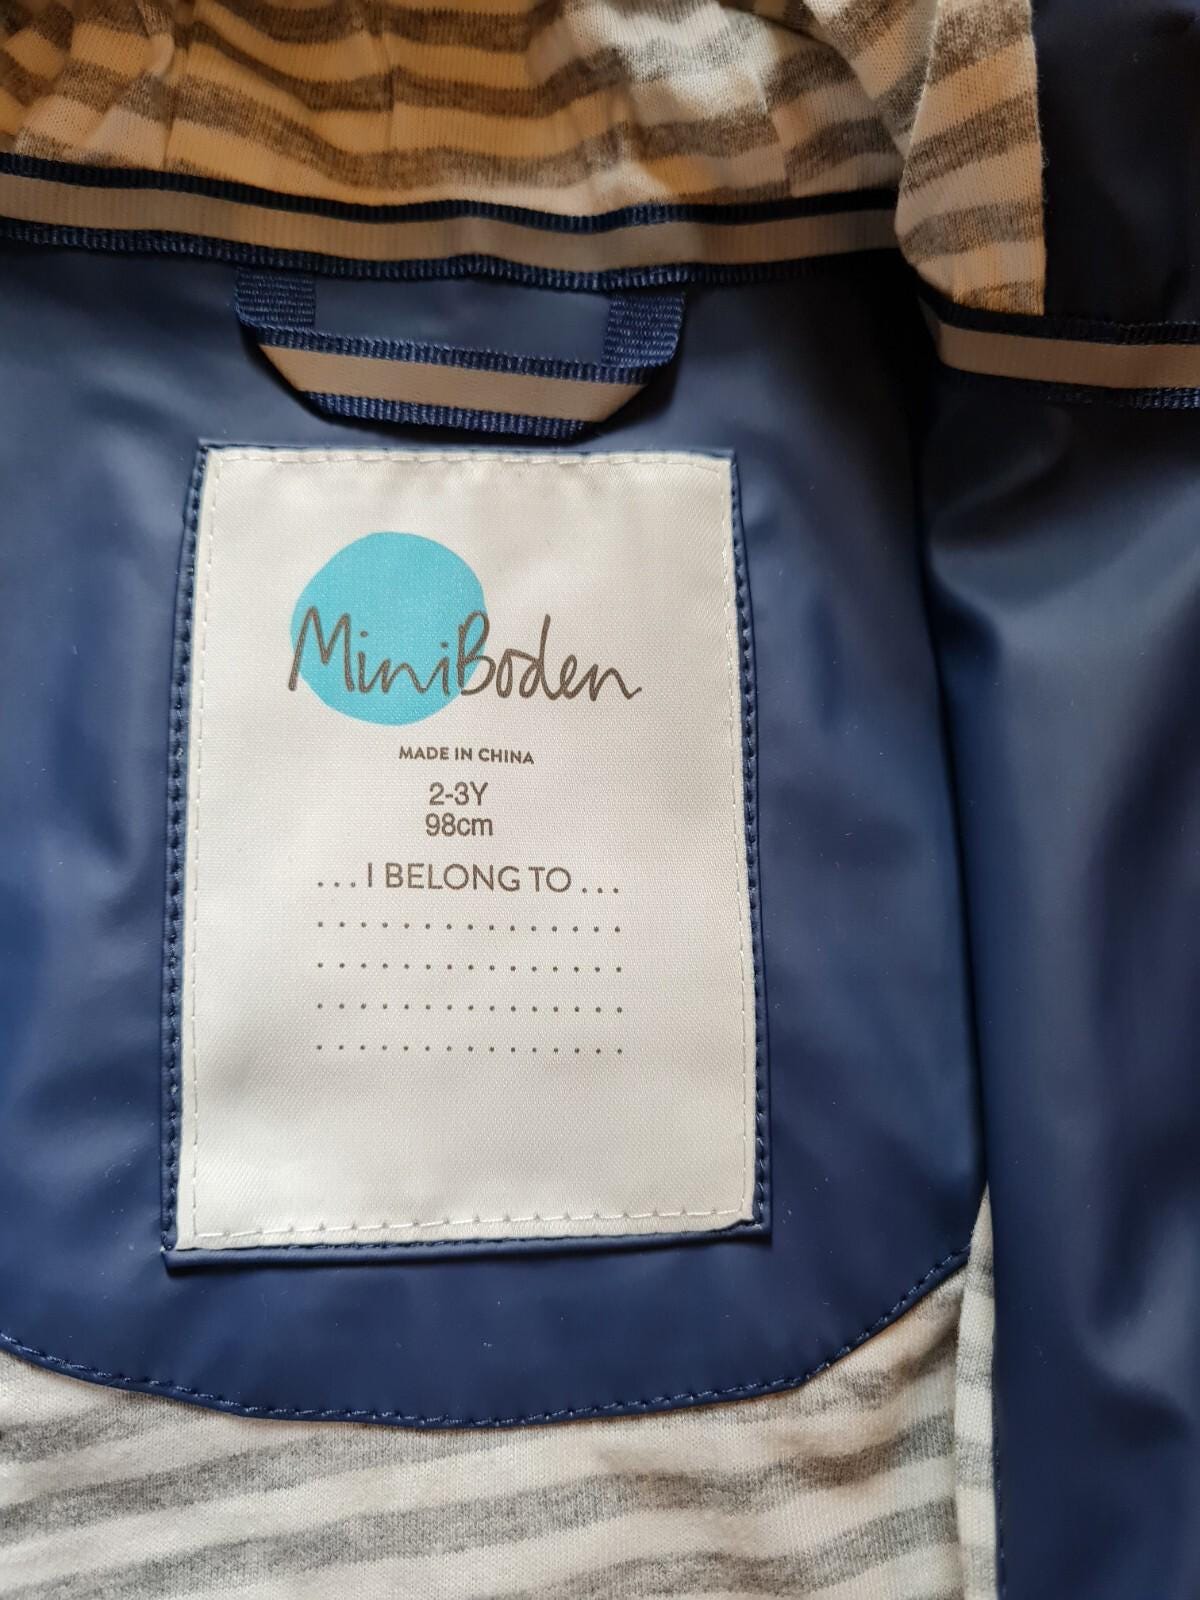 MiniBoden
MADE IN CHINA
2-3Y
98cm
...I BELONG TO...